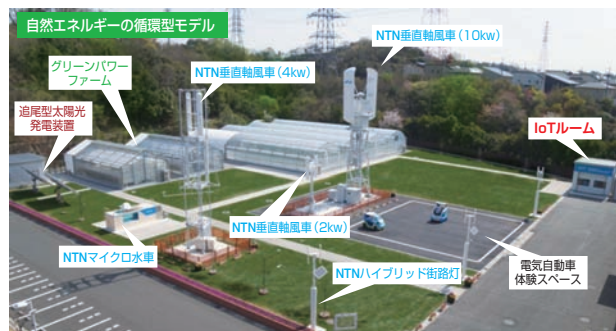 自然エネルギーの循環型モデル
NTN垂直軸風車（10kw）
グリーンパワー
ファーム
NTN垂直軸風車（4kw）
追尾型太陽光
発電装置
IoTルーム
NTN垂直軸風車（2kw）
NTNマイクロ水車
NTNハイブリッド街路灯
電気自動車
体験スペース